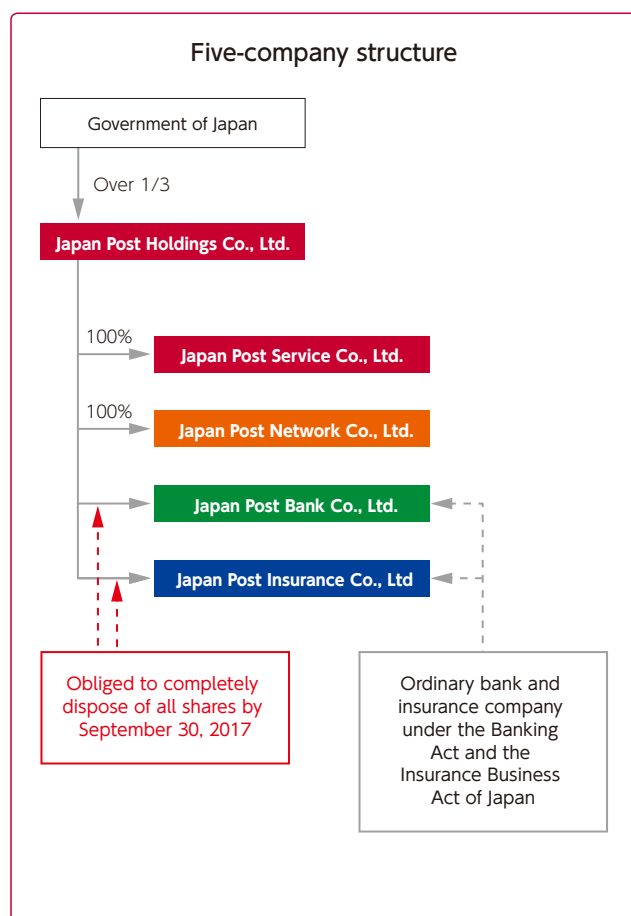 Five-company structure
Government of Japan
Over 1/3
Japan Post Holdings Co., Ltd.
100%
Japan Post Service Co., Ltd.
100%
Japan Post Network Co., Ltd.
Japan Post Bank Co., Ltd.
Japan Post Insurance Co., Ltd
Obliged to completely
dispose of all shares by
September 30, 2017
Ordinary bank and
insurance company
under the Banking
Act and the
Insurance Business
Act of Japan